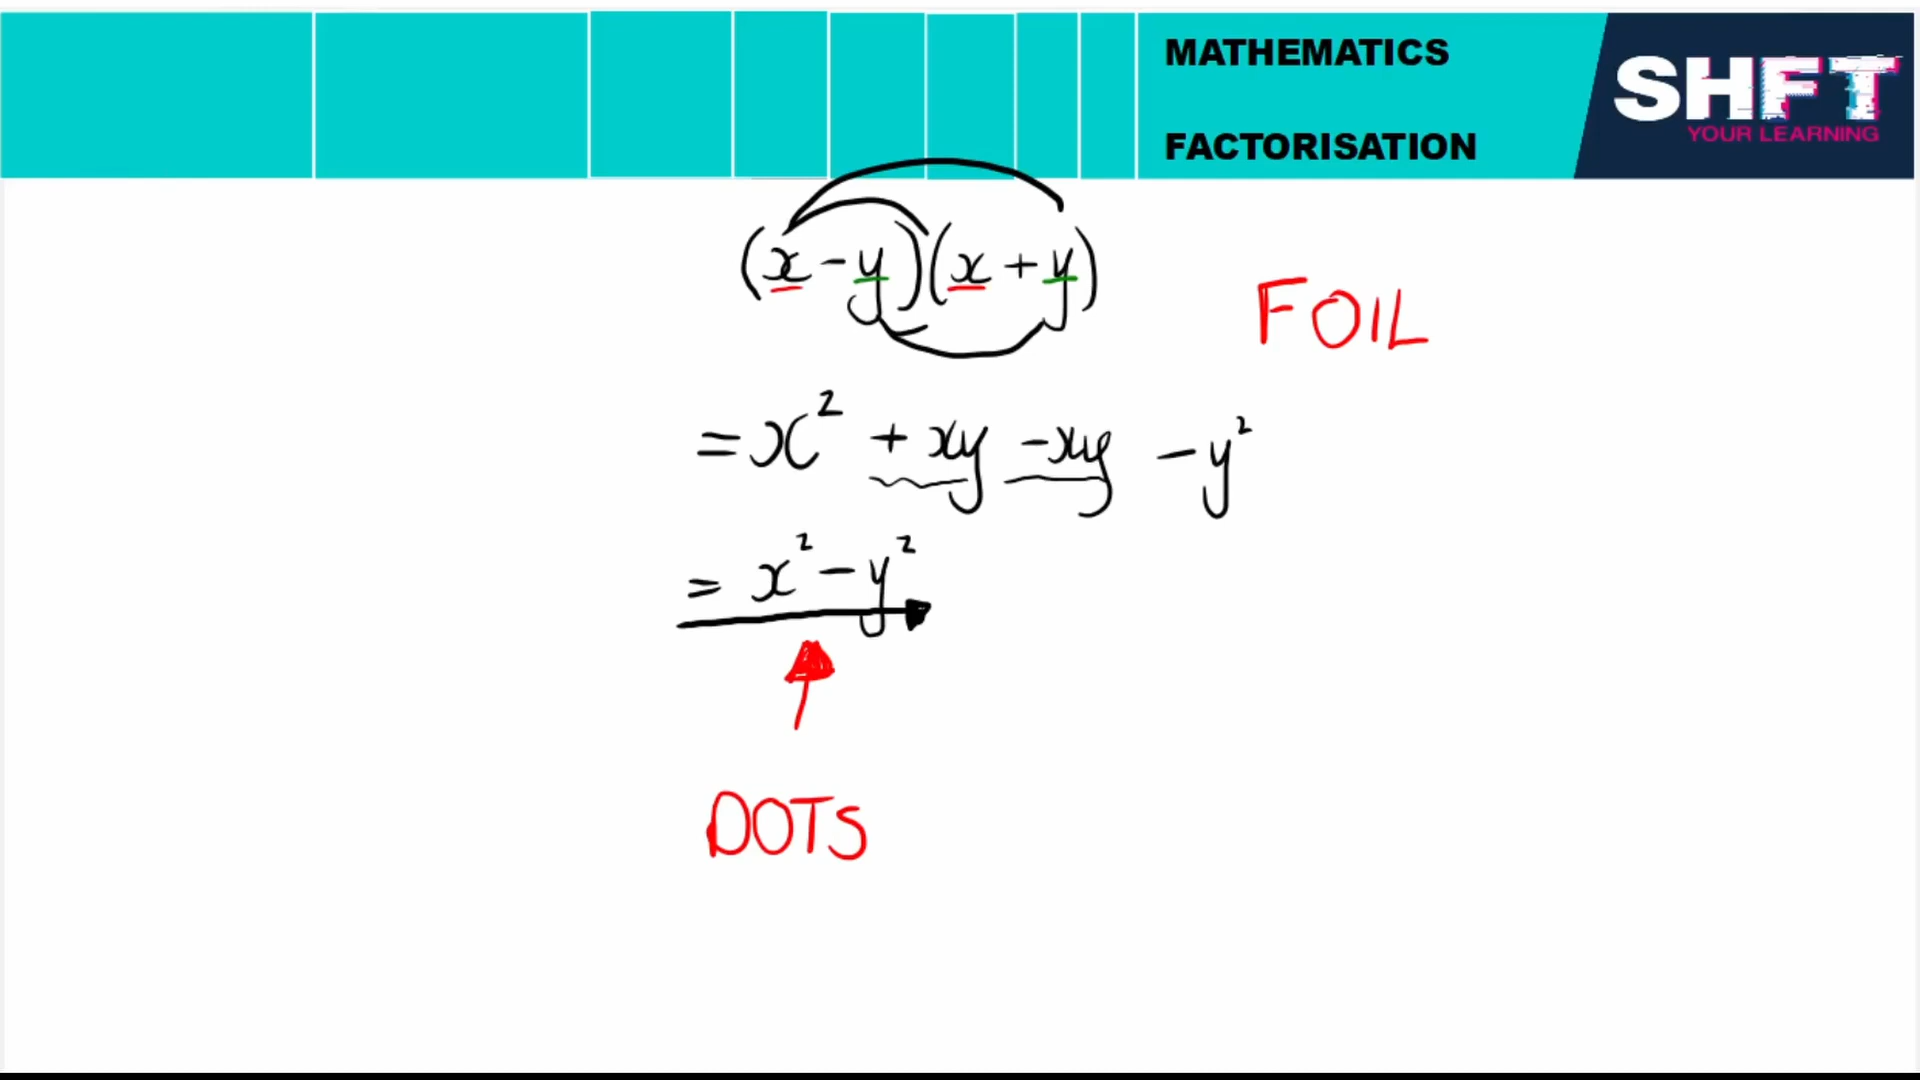 MATHEMATICS
FACTORISATION
SHFT
YOUR LEARNING
(x - y)(x + y)
FOIL
= x² + xy - xy - y²
= x² - y²
DOTS